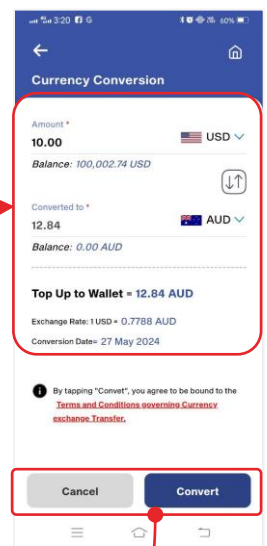 3:20 G 60%
Currency Conversion
Amount *
10.00 USD
Balance: 100,002.74 USD
Converted to *
12.84 AUD
Balance: 0.00 AUD
Top Up to Wallet = 12.84 AUD
Exchange Rate: 1 USD = 0.7788 AUD
Conversion Date= 27 May 2024
By tapping "Convet", you agree to be bound to the
Terms and Conditions governing Currency
exchange Transfer.
Cancel Convert